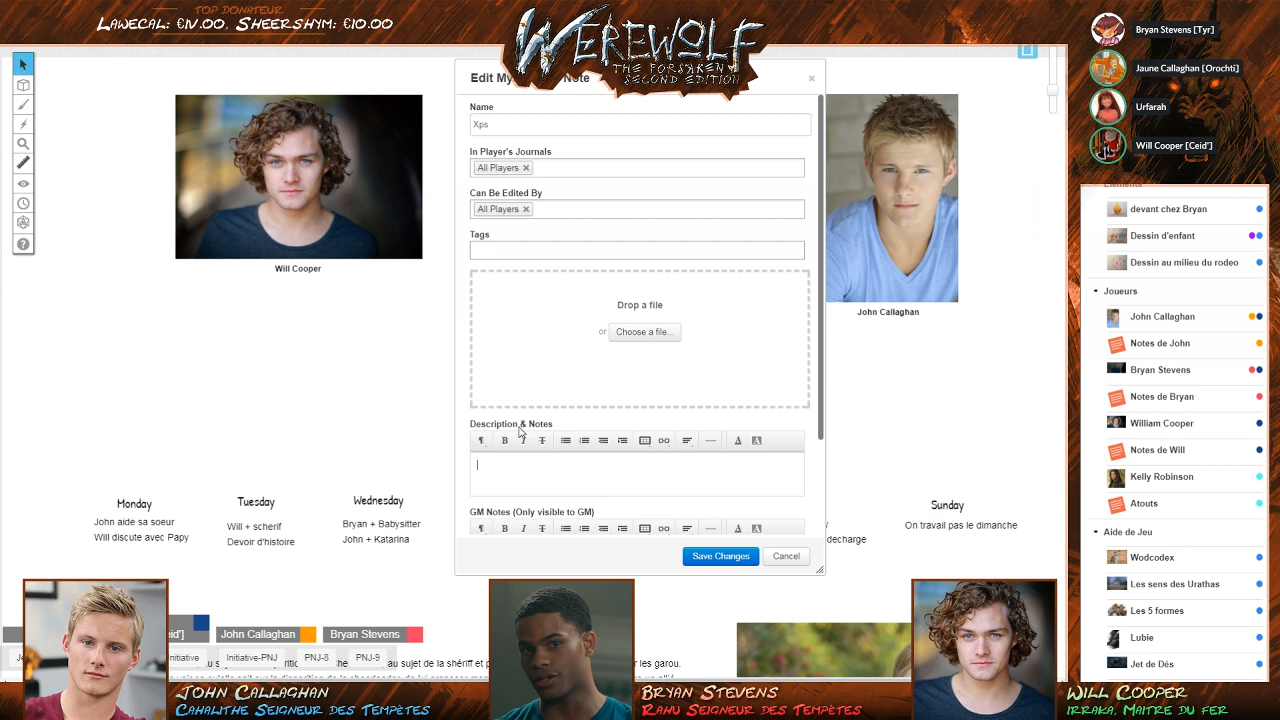 TOP DONATEUR
LAWECAL: €10.00, SHEERSHYM: €10.00
WEREWOLF
THE FORSAKEN
SECOND EDITION
Bryan Stevens [Tyr]
Jaune Callaghan [Orochti]
Urfarah
Will Cooper [Ceid']
Edit My
Note
Name
Xps
In Player's Journals
All Players
Can Be Edited By
All Players
Tags
Drop a file
or Choose a file...
Description & Notes
GM Notes (Only visible to GM)
Save Changes
Cancel
Will Cooper
John Callaghan
Monday
John aide sa soeur
Will discute avec Papy
Tuesday
Will + scherif
Devoir d'histoire
Wednesday
Bryan + Babysitter
John + Katarina
decharge
Sunday
On travail pas le dimanche
Elements
devant chez Bryan
Dessin d'enfant
Dessin au milieu du rodeo
Joueurs
John Callaghan
Notes de John
Bryan Stevens
Notes de Bryan
William Cooper
Notes de Will
Kelly Robinson
Atouts
Aide de Jeu
Wodcodex
Les sens des Urathas
Les 5 formes
Lubie
Jet de Dés
eid']
John Callaghan
Bryan Stevens
Initiative
Initiative-PNJ
PNJ-8
PNJ-9
au sujet de la shériff et p
les garou.
JOHN CALLAGHAN
CAHALITHE SEIGNEUR DES TEMPÊTES
BRYAN STEVENS
RAHU SEIGNEUR DES TEMPÊTES
WILL COOPER
IRRAKA, MAITRE DU FER